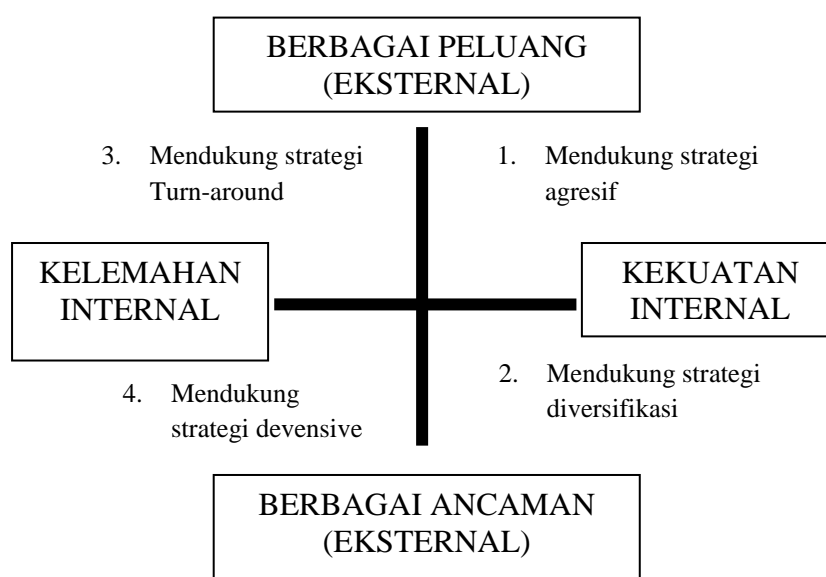 BERBAGAI PELUANG
(EKSTERNAL)
3. Mendukung strategi
Turn-around
1. Mendukung strategi
agresif
KELEMAHAN
INTERNAL
KEKUATAN
INTERNAL
4. Mendukung
strategi devensive
2. Mendukung strategi
diversifikasi
BERBAGAI ANCAMAN
(EKSTERNAL)